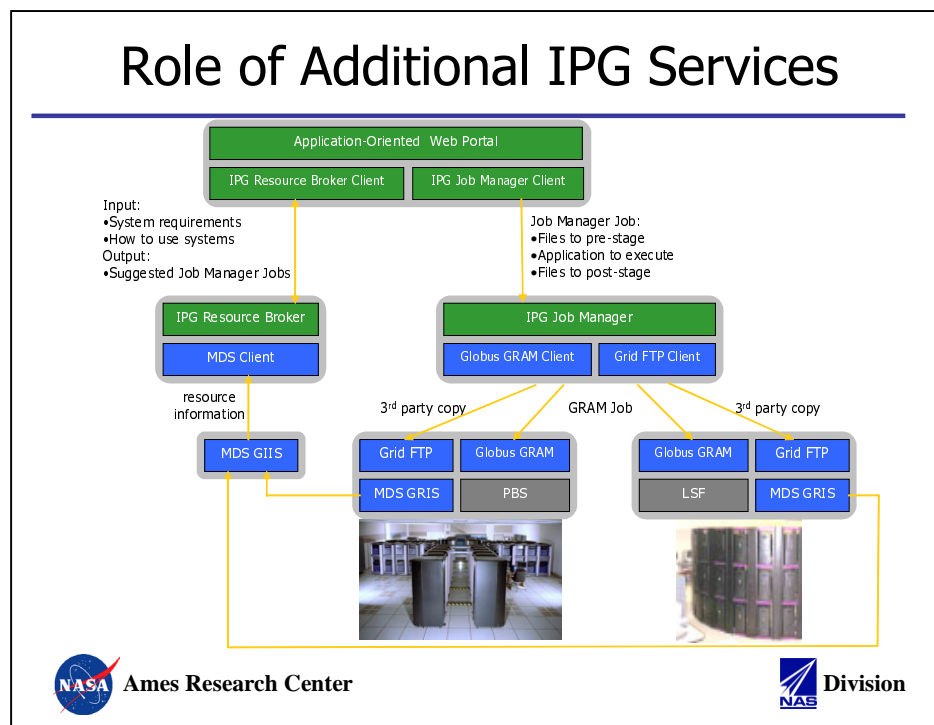 Role of Additional IPG Services
Application-Oriented Web Portal
IPG Resource Broker Client
IPG Job Manager Client
Input:
•System requirements
•How to use systems
Output:
•Suggested Job Manager Jobs
Job Manager Job:
•Files to pre-stage
•Application to execute
•Files to post-stage
IPG Resource Broker
MDS Client
IPG Job Manager
Globus GRAM Client
Grid FTP Client
resource
information
3rd party copy
GRAM Job
3rd party copy
MDS GIIS
Grid FTP
Globus GRAM
MDS GRIS
PBS
Globus GRAM
Grid FTP
LSF
MDS GRIS
NASA
Ames Research Center
NAS
Division